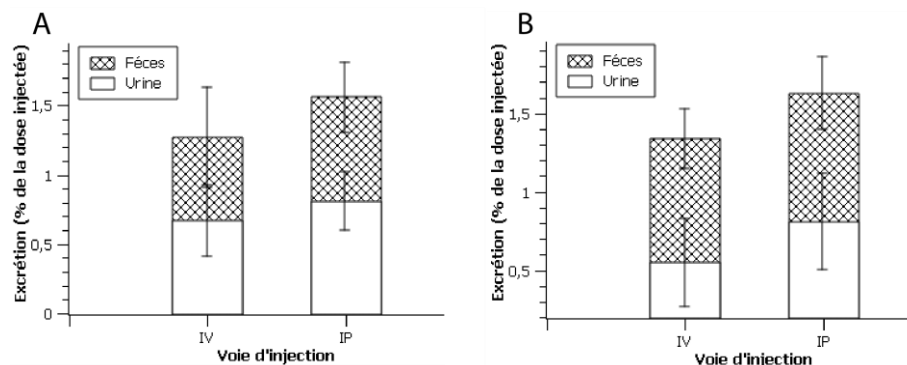 A
Excrétion (% de la dose injectée)
Féces
Urine
1,5
1
0,5
0
IV
IP
Voie d'injection
B
Excrétion (% de la dose injectée)
Féces
Urine
1,5
1
0,5
IV
IP
Voie d'injection